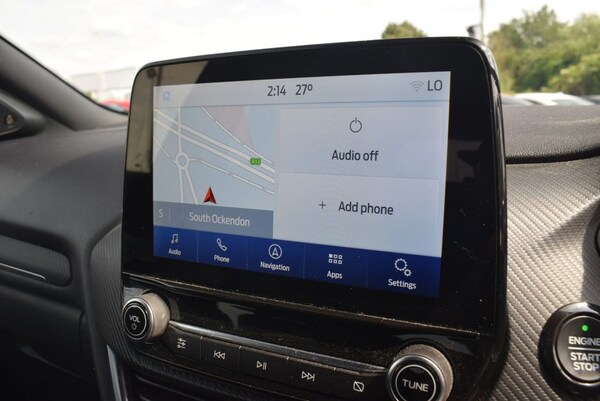 2:14 27° LO
Audio off
+ Add phone
S South Ockendon
Audio Phone Navigation Apps Settings
VOL
TUNE
ENGINE
START
STOP